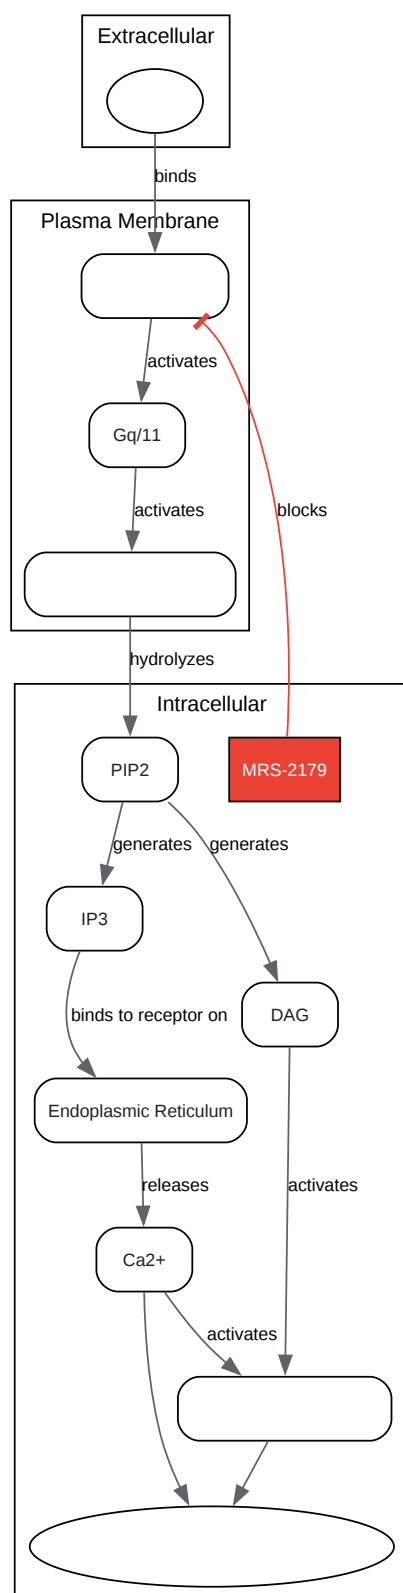 Extracellular
binds
Plasma Membrane
activates
Gq/11
activates
blocks
hydrolyzes
Intracellular
PIP2
MRS-2179
generates
generates
IP3
binds to receptor on
DAG
Endoplasmic Reticulum
releases
activates
Ca2+
activates